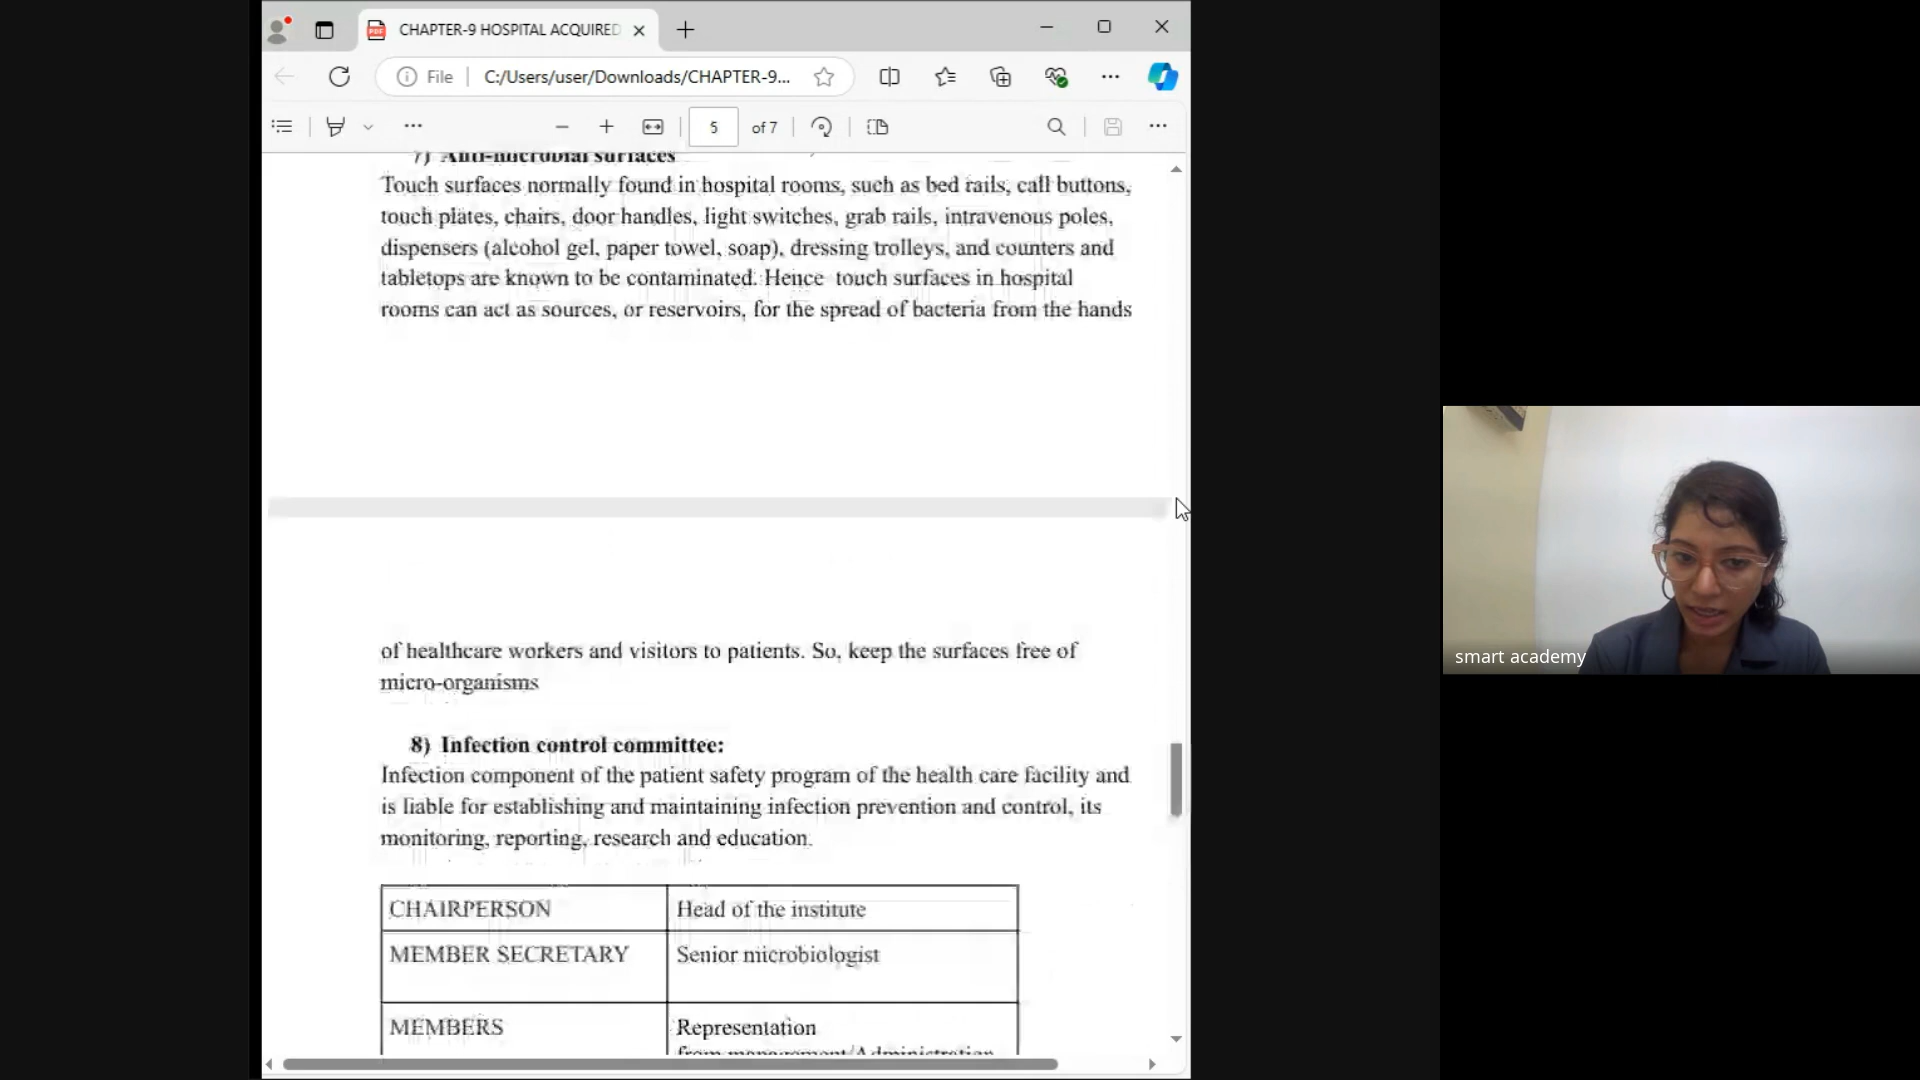 CHAPTER-9 HOSPITAL ACQUIRED
File
C:/Users/user/Downloads/CHAPTER-9...
5 of 7
7) Anti-microbial surfaces
Touch surfaces normally found in hospital rooms, such as bed rails, call buttons,
touch plates, chairs, door handles, light switches, grab rails, intravenous poles,
dispensers (alcohol gel, paper towel, soap), dressing trolleys, and counters and
tabletops are known to be contaminated. Hence touch surfaces in hospital
rooms can act as sources, or reservoirs, for the spread of bacteria from the hands
of healthcare workers and visitors to patients. So, keep the surfaces free of
micro-organisms
8) Infection control committee:
Infection component of the patient safety program of the health care facility and
is liable for establishing and maintaining infection prevention and control, its
monitoring, reporting, research and education.
CHAIRPERSON Head of the institute
MEMBER SECRETARY Senior microbiologist
MEMBERS Representation
from management/Administration
smart academy